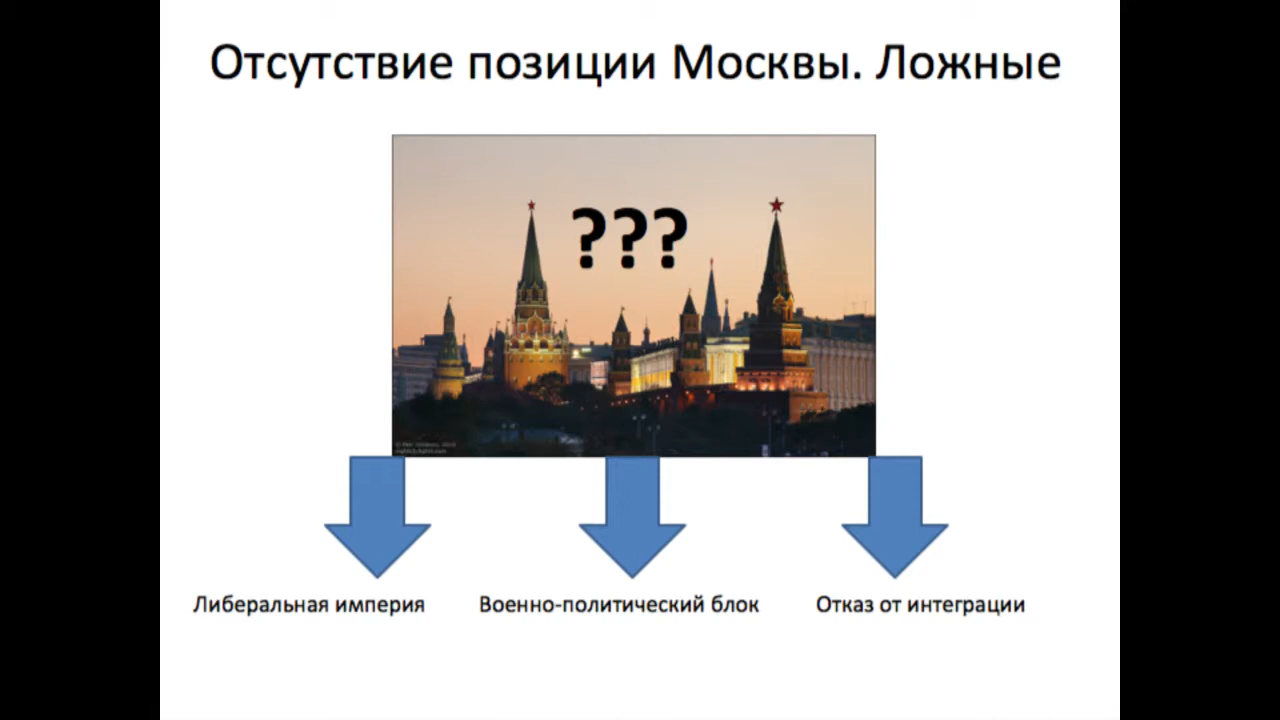 Отсутствие позиции Москвы. Ложные
???
Либеральная империя
Военно-политический блок
Отказ от интеграции